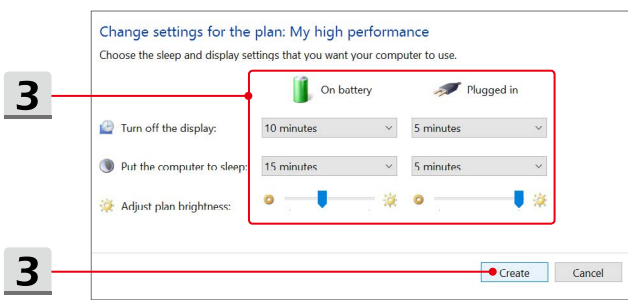 Change settings for the plan: My high performance
Choose the sleep and display settings that you want your computer to use.
3
On battery Plugged in
Turn off the display: 10 minutes 5 minutes
Put the computer to sleep: 15 minutes 5 minutes
Adjust plan brightness:
3
Create Cancel